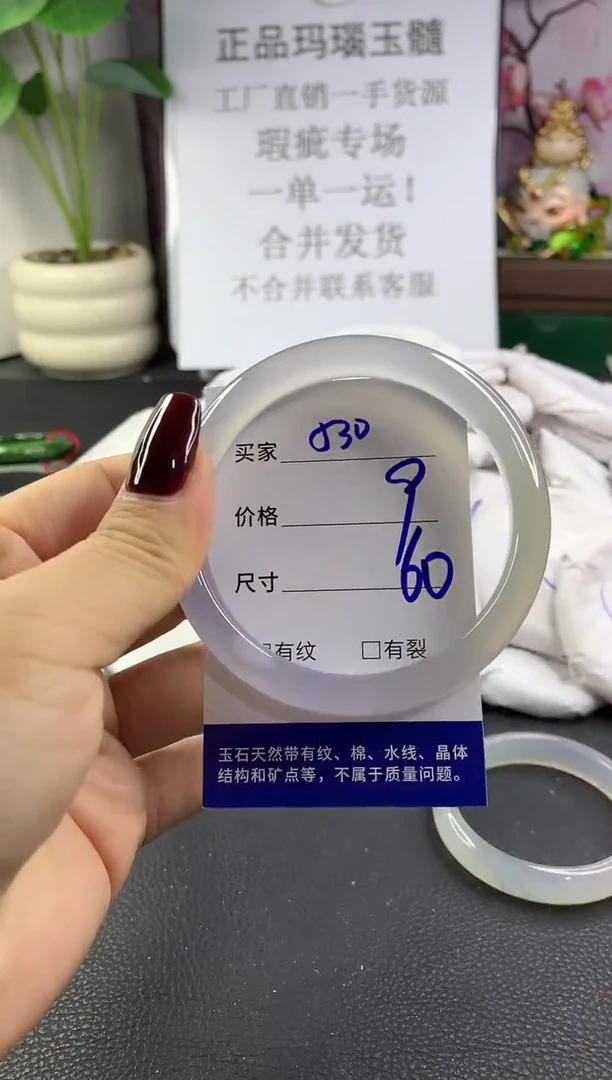 正品玛瑙玉髓
工厂直销一手货源
瑕疵专场
一单一运！
合并发货
不合并联系客服
买家 830
价格 9
尺寸 60
有纹 □有裂
玉石天然带有纹、棉、水线、晶体
结构和矿点等，不属于质量问题。